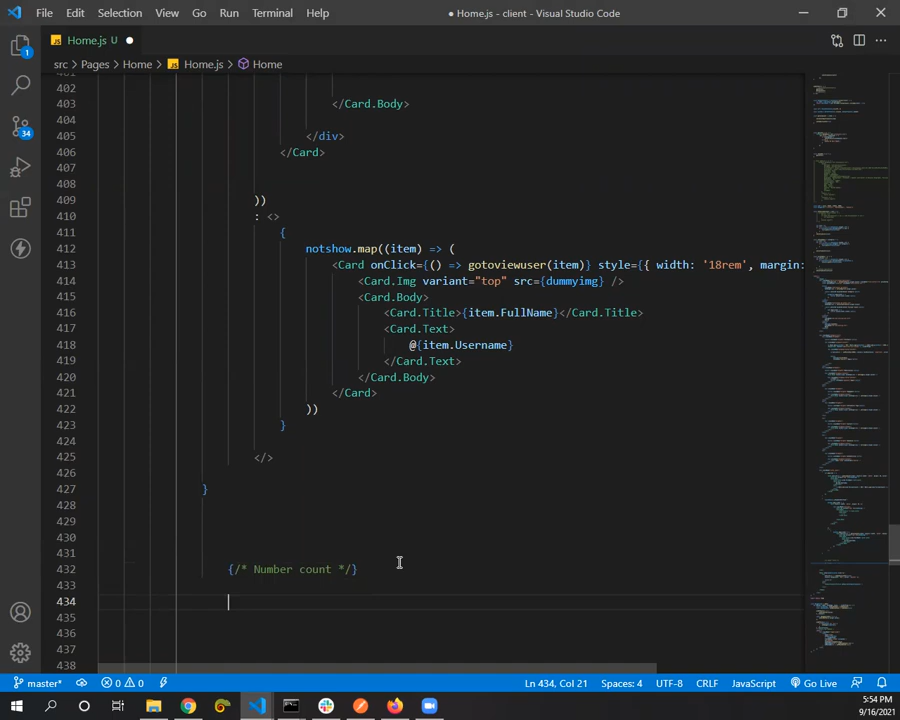 File Edit Selection View Go Run Terminal Help
● Home.js - client - Visual Studio Code
JS Home.js U ●
src > Pages > Home > JS Home.js > Home
402
403 </Card.Body>
404
405 </div>
406 </Card>
407
408
409 ))
410 : <>
411 {
412 notshow.map((item) => (
413 <Card onClick={() => gotoviewuser(item)} style={{ width: '18rem', margin:
414 <Card.Img variant="top" src={dummyimg} />
415 <Card.Body>
416 <Card.Title>{item.FullName}</Card.Title>
417 <Card.Text>
418 @{item.Username}
419 </Card.Text>
420 </Card.Body>
421 </Card>
422 ))
423 }
424
425 </>
426
427 }
428
429
430
431
432 {/* Number count */}
433
434
435
436
437
438
1
34
master* 0 0 Ln 434, Col 21 Spaces: 4 UTF-8 CRLF JavaScript Go Live
5:54 PM
9/16/2021